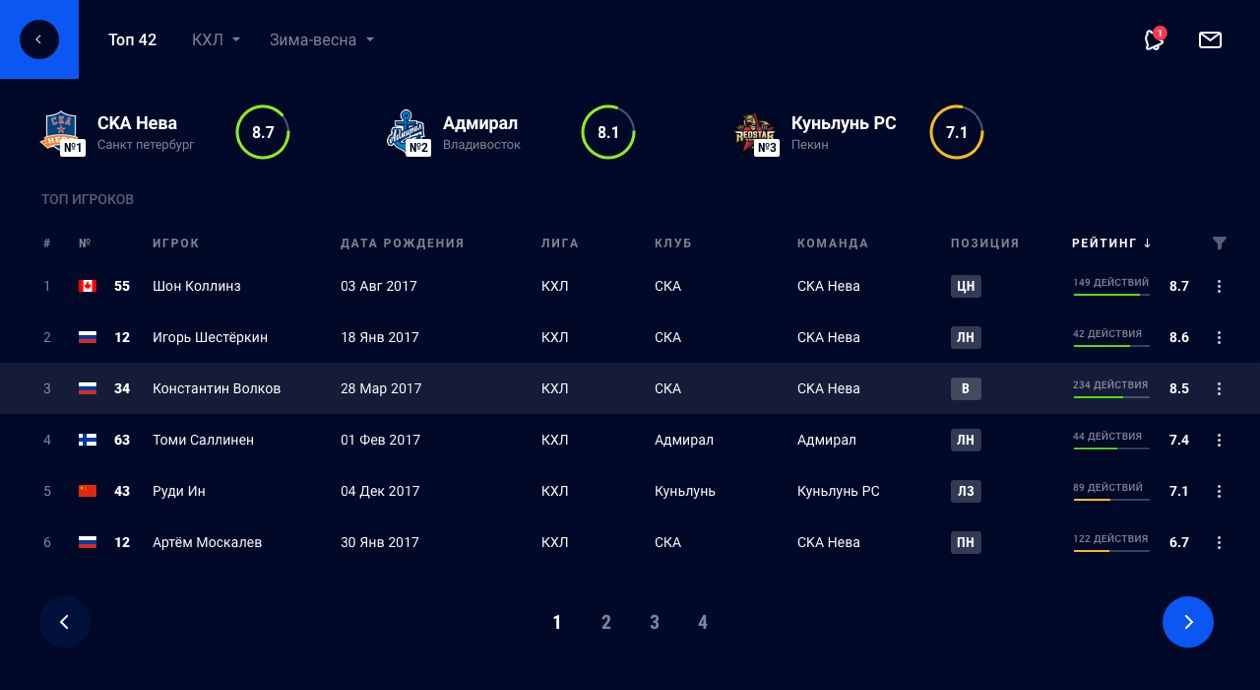 Топ 42 КХЛ Зима-весна 1
СКА Нева 8.7 Адмирал 8.1 Куньлунь РС 7.1
СКА НЕВА №1 Санкт петербург Адмирал №2 Владивосток REDSTAR №3 Пекин
ТОП ИГРОКОВ
# № ИГРОК ДАТА РОЖДЕНИЯ ЛИГА КЛУБ КОМАНДА ПОЗИЦИЯ РЕЙТИНГ ↓
1 55 Шон Коллинз 03 Авг 2017 КХЛ СКА СКА Нева ЦН 149 ДЕЙСТВИЙ 8.7
2 12 Игорь Шестёркин 18 Янв 2017 КХЛ СКА СКА Нева ЛН 42 ДЕЙСТВИЯ 8.6
3 34 Константин Волков 28 Мар 2017 КХЛ СКА СКА Нева В 234 ДЕЙСТВИЯ 8.5
4 63 Томи Саллинен 01 Фев 2017 КХЛ Адмирал Адмирал ЛН 44 ДЕЙСТВИЯ 7.4
5 43 Руди Ин 04 Дек 2017 КХЛ Куньлунь Куньлунь РС ЛЗ 89 ДЕЙСТВИЙ 7.1
6 12 Артём Москалев 30 Янв 2017 КХЛ СКА СКА Нева ПН 122 ДЕЙСТВИЯ 6.7
1 2 3 4